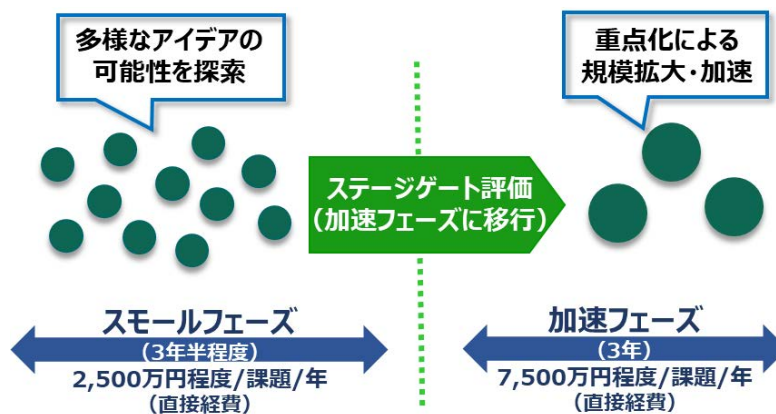 多様なアイデアの
可能性を探索
重点化による
規模拡大・加速
ステージゲート評価
（加速フェーズに移行）
スモールフェーズ
（3年半程度）
2,500万円程度/課題/年
（直接経費）
加速フェーズ
（3年）
7,500万円程度/課題/年
（直接経費）